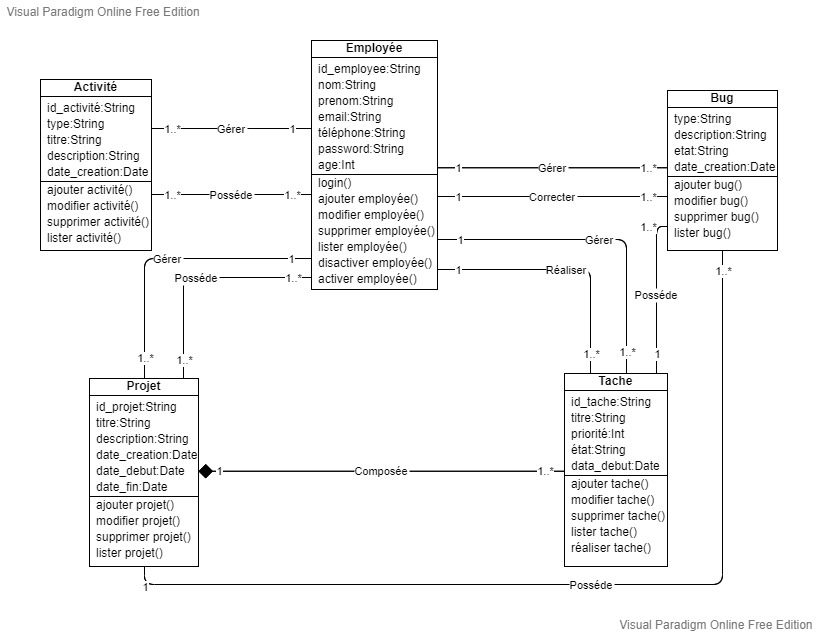 Visual Paradigm Online Free Edition
Employée
id_employee:String
nom:String
prenom:String
email:String
téléphone:String
password:String
age:Int
login()
ajouter employée()
modifier employée()
supprimer employée()
lister employée()
disactiver employée()
activer employée()
Activité
id_activité:String
type:String
titre:String
description:String
date_creation:Date
ajouter activité()
modifier activité()
supprimer activité()
lister activité()
Bug
type:String
description:String
etat:String
date_creation:Date
ajouter bug()
modifier bug()
supprimer bug()
lister bug()
1..* Gérer 1
1..* Posséde 1..*
1 Gérer 1..*
1 Correcter 1..*
1 Gérer
1 Réaliser
1..*
1..*
Gérer 1
Posséde 1..*
Posséde
1..*
1..*
1..*
1..*
1
Projet
id_projet:String
titre:String
description:String
date_creation:Date
date_debut:Date
date_fin:Date
ajouter projet()
modifier projet()
supprimer projet()
lister projet()
1 Composée 1..*
Tache
id_tache:String
titre:String
priorité:Int
état:String
data_debut:Date
ajouter tache()
modifier tache()
supprimer tache()
lister tache()
réaliser tache()
1 Posséde
Visual Paradigm Online Free Edition